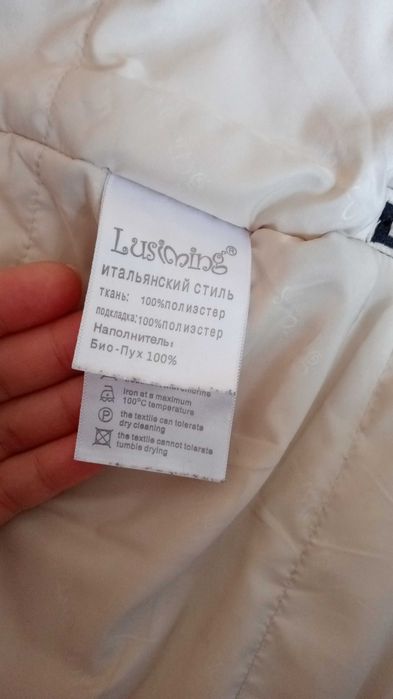 Lusiming®
ИТАЛЬЯНСКИЙ СТИЛЬ
ткань: 100%полиэстер
подкладка:100%полиэстер
Наполнитель:
Био-Пух 100%
iron at a maximum
100°C temperature
the textile can tolerate
dry cleaning
the textile cannot tolerate
tumble drying